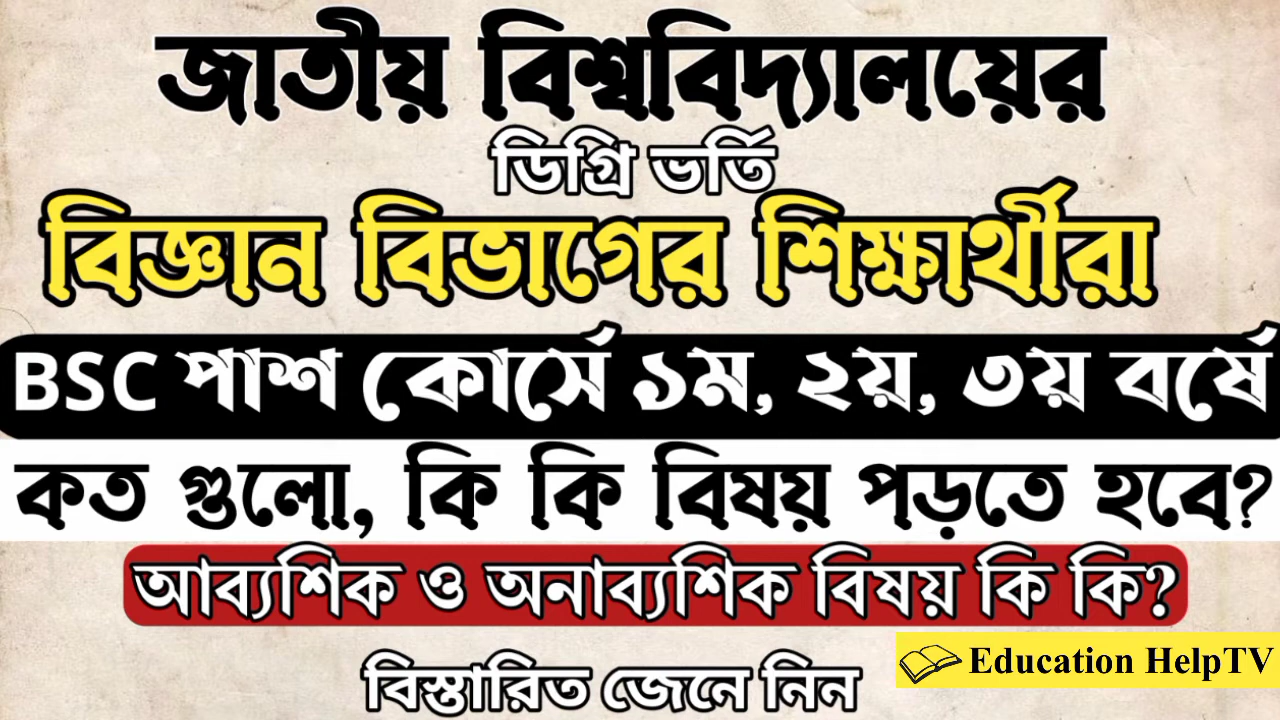 জাতীয় বিশ্ববিদ্যালয়ের
ডিগ্রি ভর্তি
বিজ্ঞান বিভাগের শিক্ষার্থীরা
BSC পাশ কোর্সে ১ম, ২য়, ৩য় বর্ষে
কত গুলো, কি কি বিষয় পড়তে হবে?
আব্যশিক ও অনাব্যশিক বিষয় কি কি?
Education HelpTV
বিস্তারিত জেনে নিন